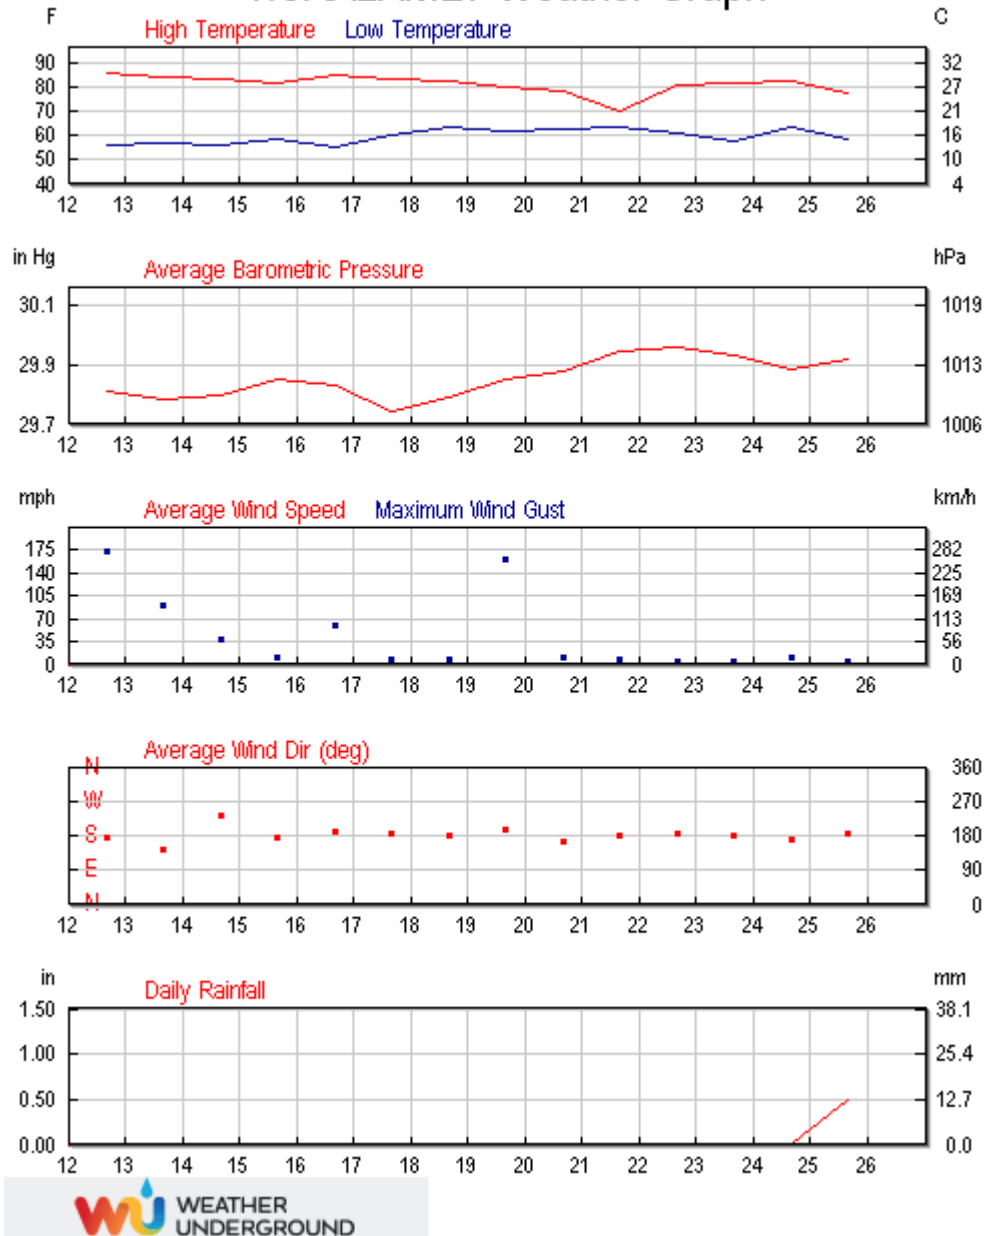 F C
High Temperature Low Temperature
90 32
80 27
70 21
60 16
50 10
40 4
12 13 14 15 16 17 18 19 20 21 22 23 24 25 26
in Hg hPa
Average Barometric Pressure
30.1 1019
29.9 1013
29.7 1006
12 13 14 15 16 17 18 19 20 21 22 23 24 25 26
mph km/h
Average Wind Speed Maximum Wind Gust
175 282
140 225
105 169
70 113
35 56
0 0
12 13 14 15 16 17 18 19 20 21 22 23 24 25 26
Average Wind Dir (deg)
N 360
W 270
S 180
E 90
N 0
12 13 14 15 16 17 18 19 20 21 22 23 24 25 26
in mm
Daily Rainfall
1.50 38.1
1.00 25.4
0.50 12.7
0.00 0.0
12 13 14 15 16 17 18 19 20 21 22 23 24 25 26
WEATHER
UNDERGROUND